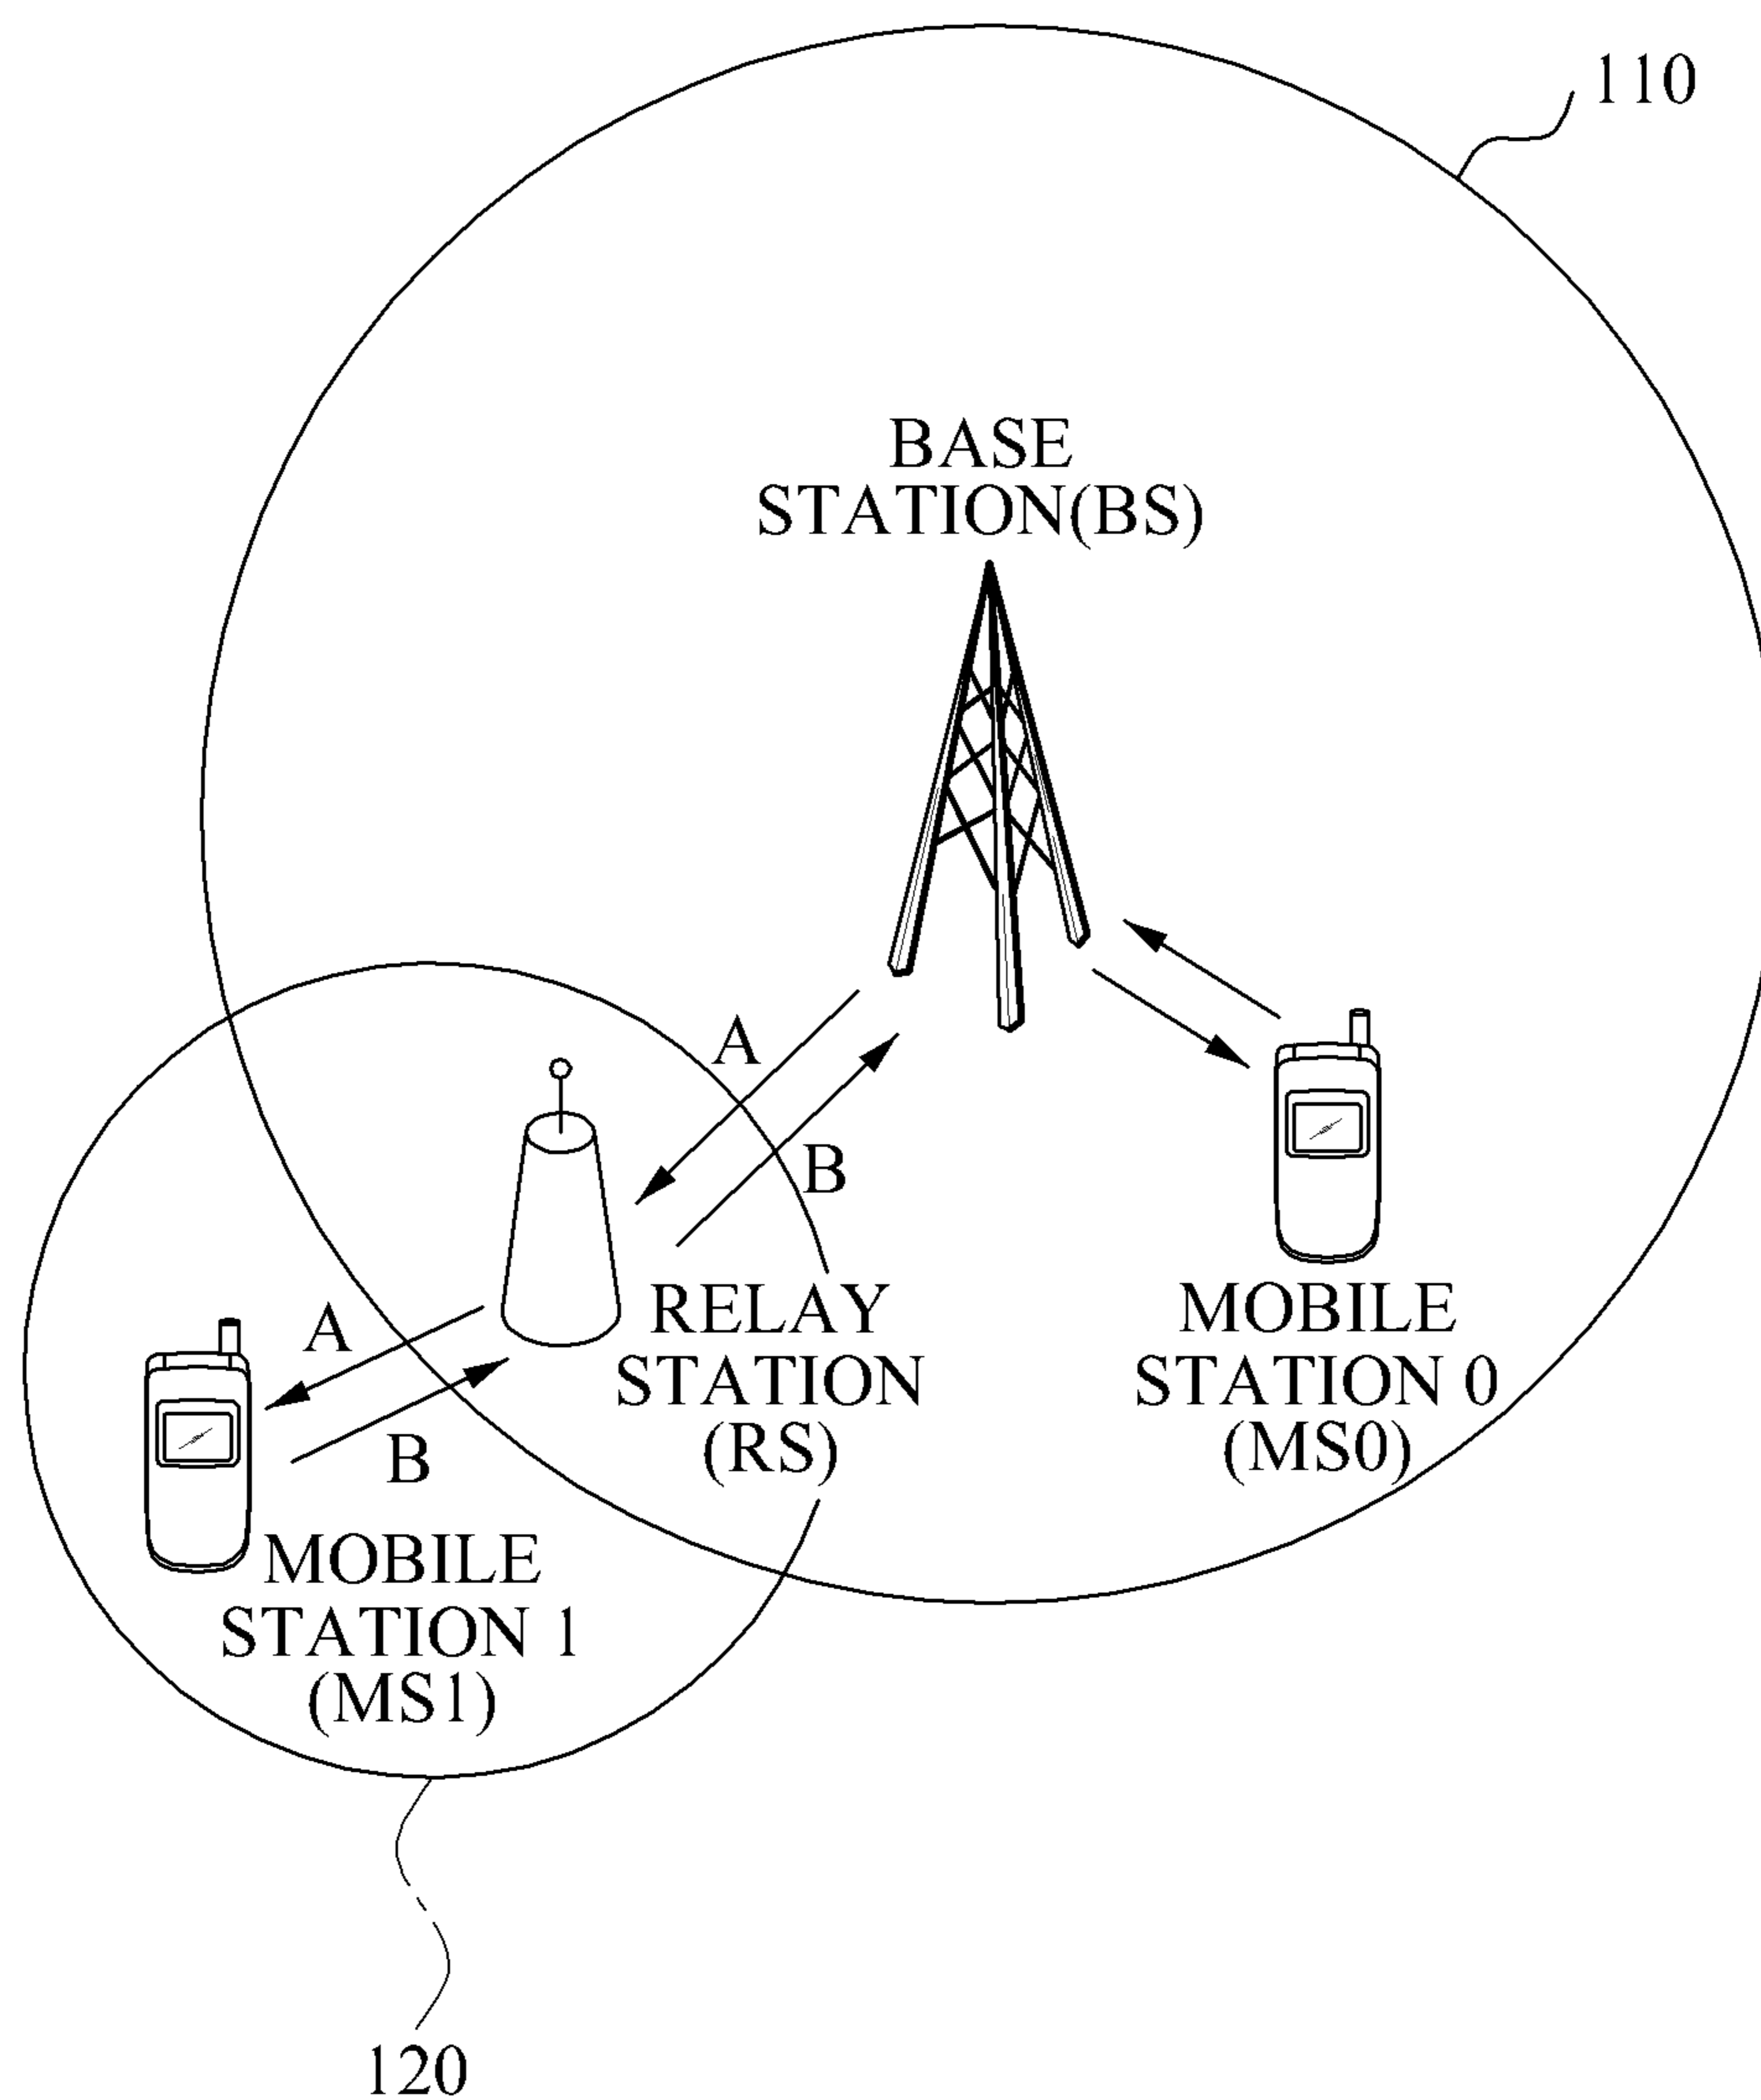 110
BASE
STATION(BS)
A
B
A
B
RELAY
STATION
(RS)
MOBILE
STATION 0
(MS0)
MOBILE
STATION 1
(MS1)
120